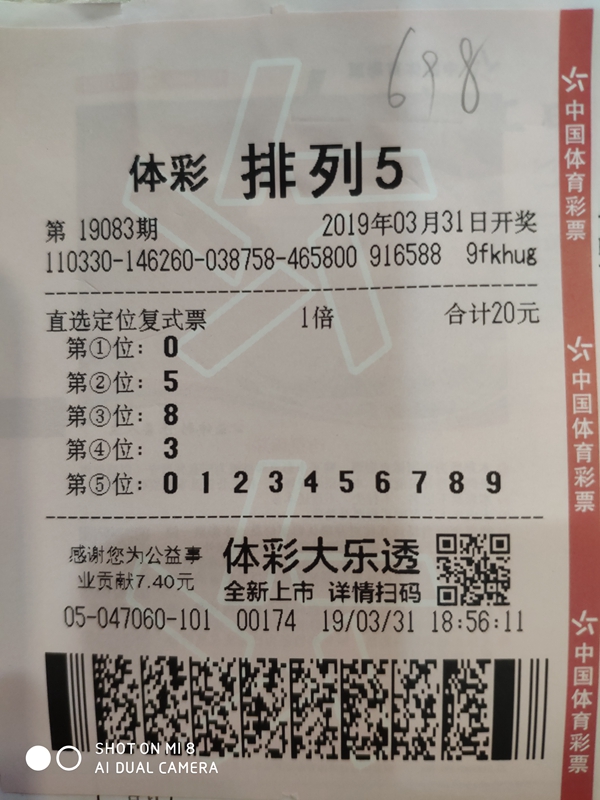 698
体彩 排列5
第 19083期 2019年03月31日开奖
110330-146260-038758-465800 916588 9fkhug
直选定位复式票 1倍 合计20元
第①位: 0
第②位: 5
第③位: 8
第④位: 3
第⑤位: 0 1 2 3 4 5 6 7 8 9
感谢您为公益事
业贡献7.40元
体彩大乐透
全新上市 详情扫码
05-047060-101 00174 19/03/31 18:56:11
中国体育彩票
中国体育彩票
中国体育彩票
SHOT ON MI 8
AI DUAL CAMERA